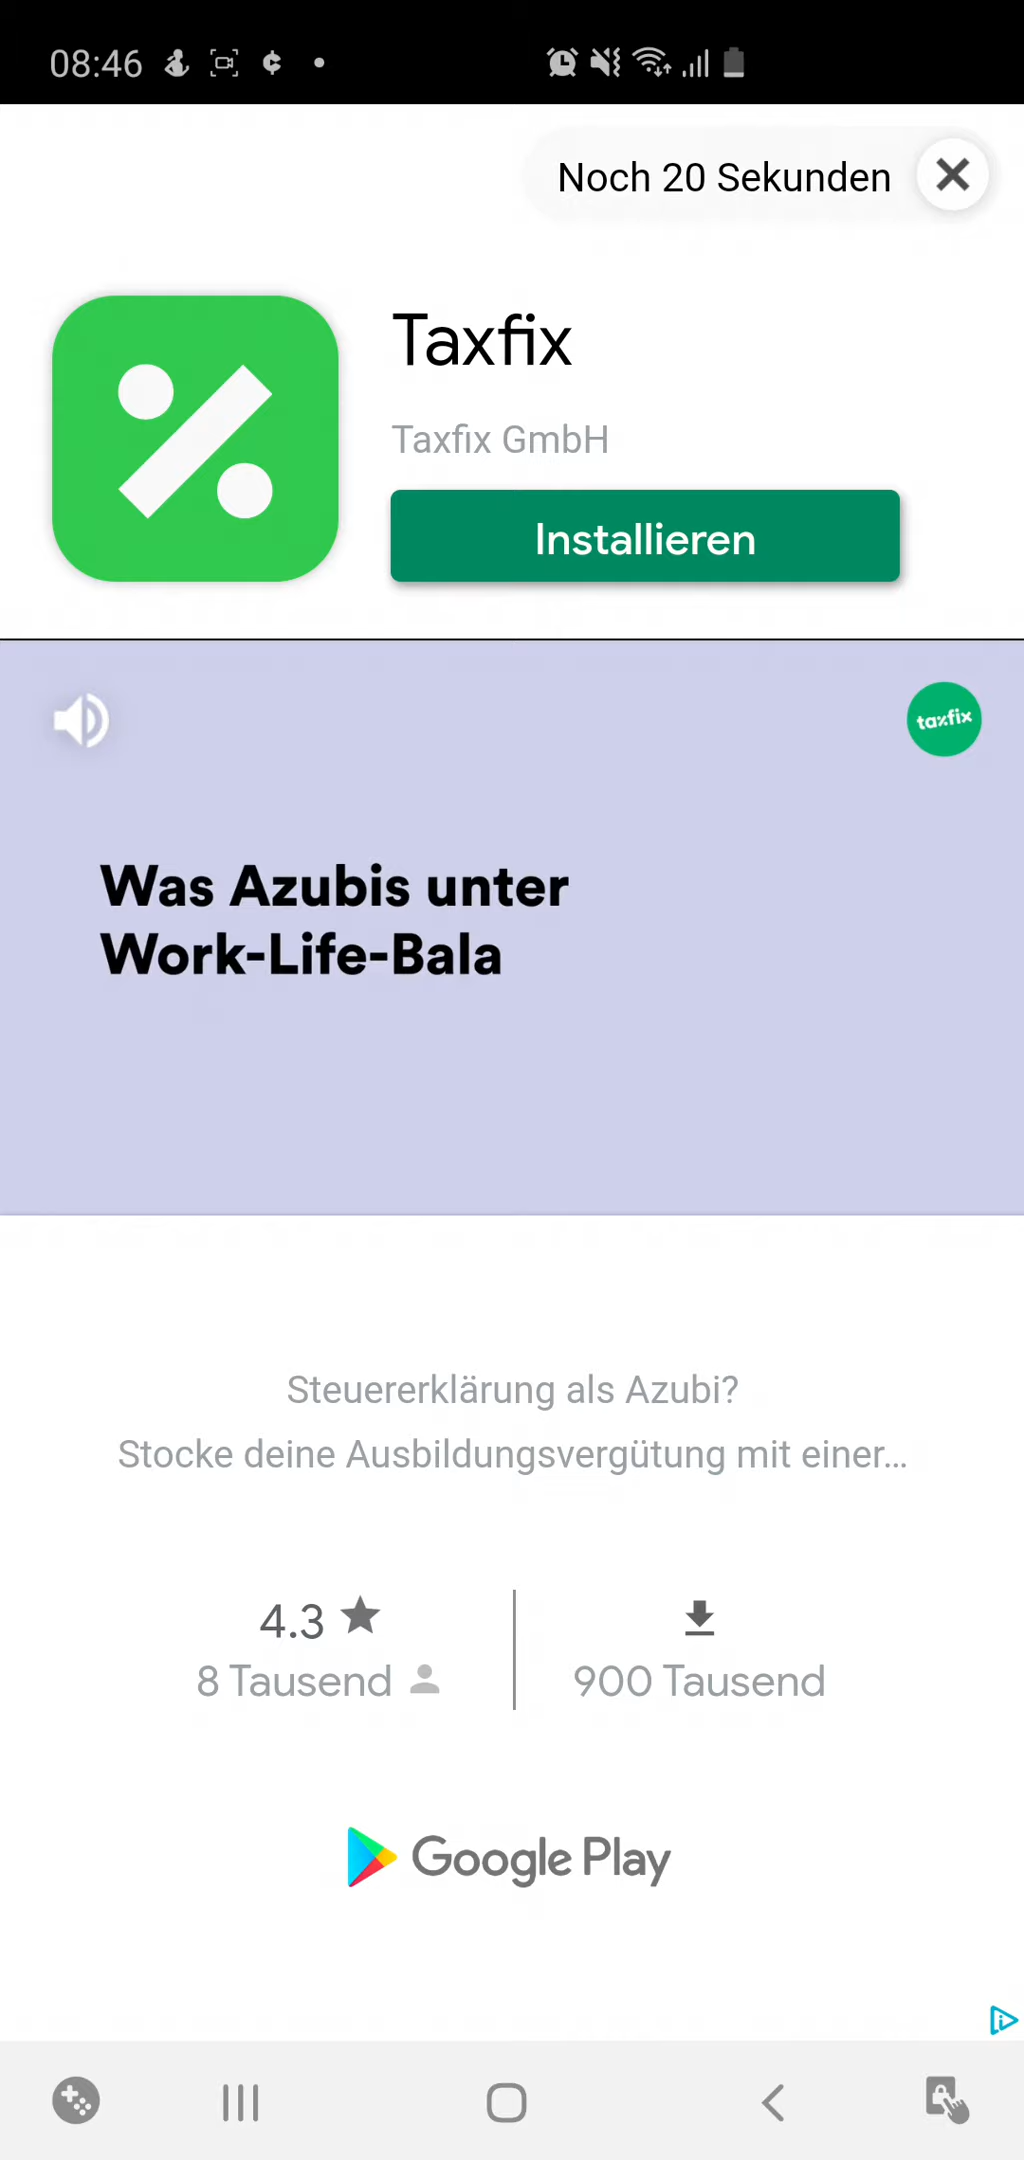 08:46
Noch 20 Sekunden
Taxfix
Taxfix GmbH
Installieren
taxfix
Was Azubis unter
Work-Life-Bala
Steuererklärung als Azubi?
Stocke deine Ausbildungsvergütung mit einer...
4.3
8 Tausend
900 Tausend
Google Play